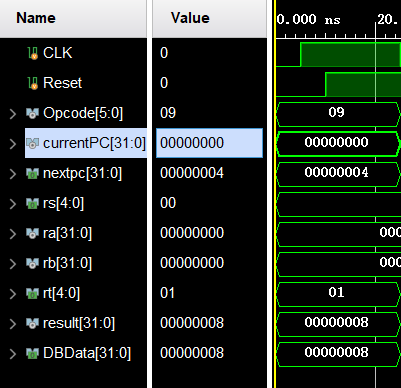 Name Value 0.000 ns 20.
CLK 0
Reset 0
Opcode[5:0] 09 09
currentPC[31:0] 00000000 00000000
nextpc[31:0] 00000004 00000004
rs[4:0] 00
ra[31:0] 00000000 000
rb[31:0] 00000000 000
rt[4:0] 01 01
result[31:0] 00000008 00000008
DBData[31:0] 00000008 00000008